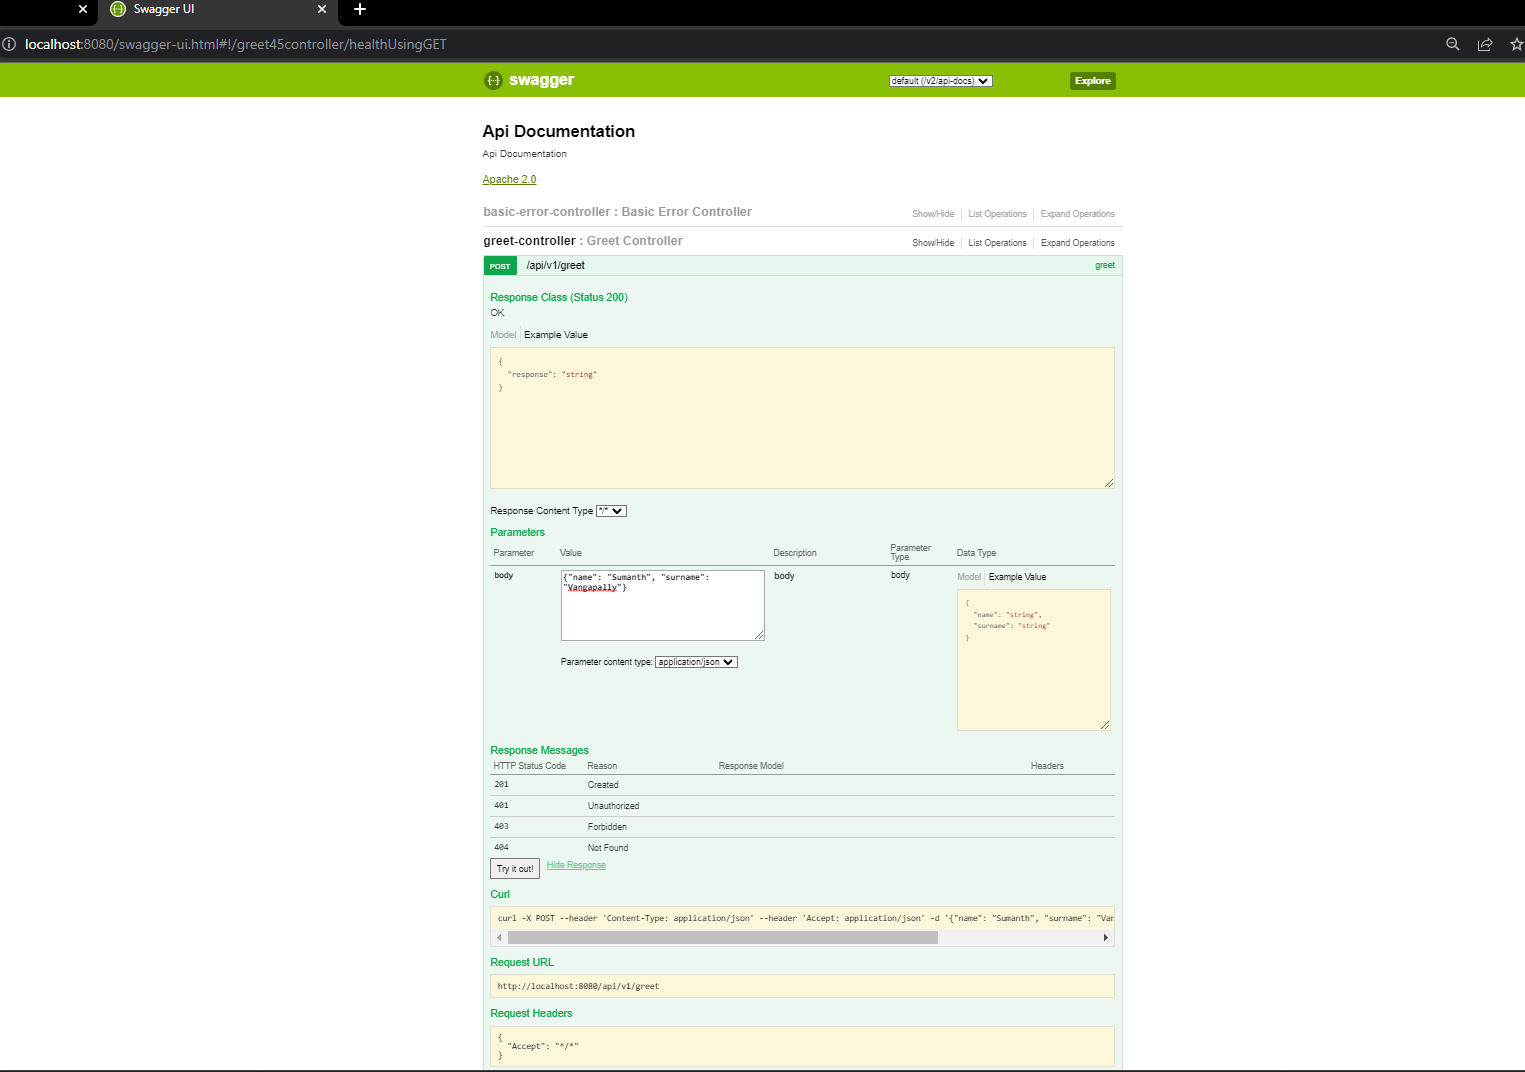 Swagger UI
localhost:8080/swagger-ui.html#!/greet45controller/healthUsingGET
swagger
default (/v2/api-docs)
Explore
Api Documentation
Api Documentation
Apache 2.0
basic-error-controller : Basic Error Controller
Show/Hide
List Operations
Expand Operations
greet-controller : Greet Controller
Show/Hide
List Operations
Expand Operations
POST
/api/v1/greet
greet
Response Class (Status 200)
OK
Model
Example Value
{
"response": "string"
}
Response Content Type */*
Parameters
Parameter
Value
Description
Parameter
Type
Data Type
body
{"name": "Sumanth", "surname":
"Vangapally"}
body
body
Model
Example Value
{
"name": "string",
"surname": "string"
}
Parameter content type: application/json
Response Messages
HTTP Status Code
Reason
Response Model
Headers
201
Created
401
Unauthorized
403
Forbidden
404
Not Found
Try it out!
Hide Response
Curl
curl -X POST --header 'Content-Type: application/json' --header 'Accept: application/json' -d '{"name": "Sumanth", "surname": "Van
Request URL
http://localhost:8080/api/v1/greet
Request Headers
{
"Accept": "*/*"
}